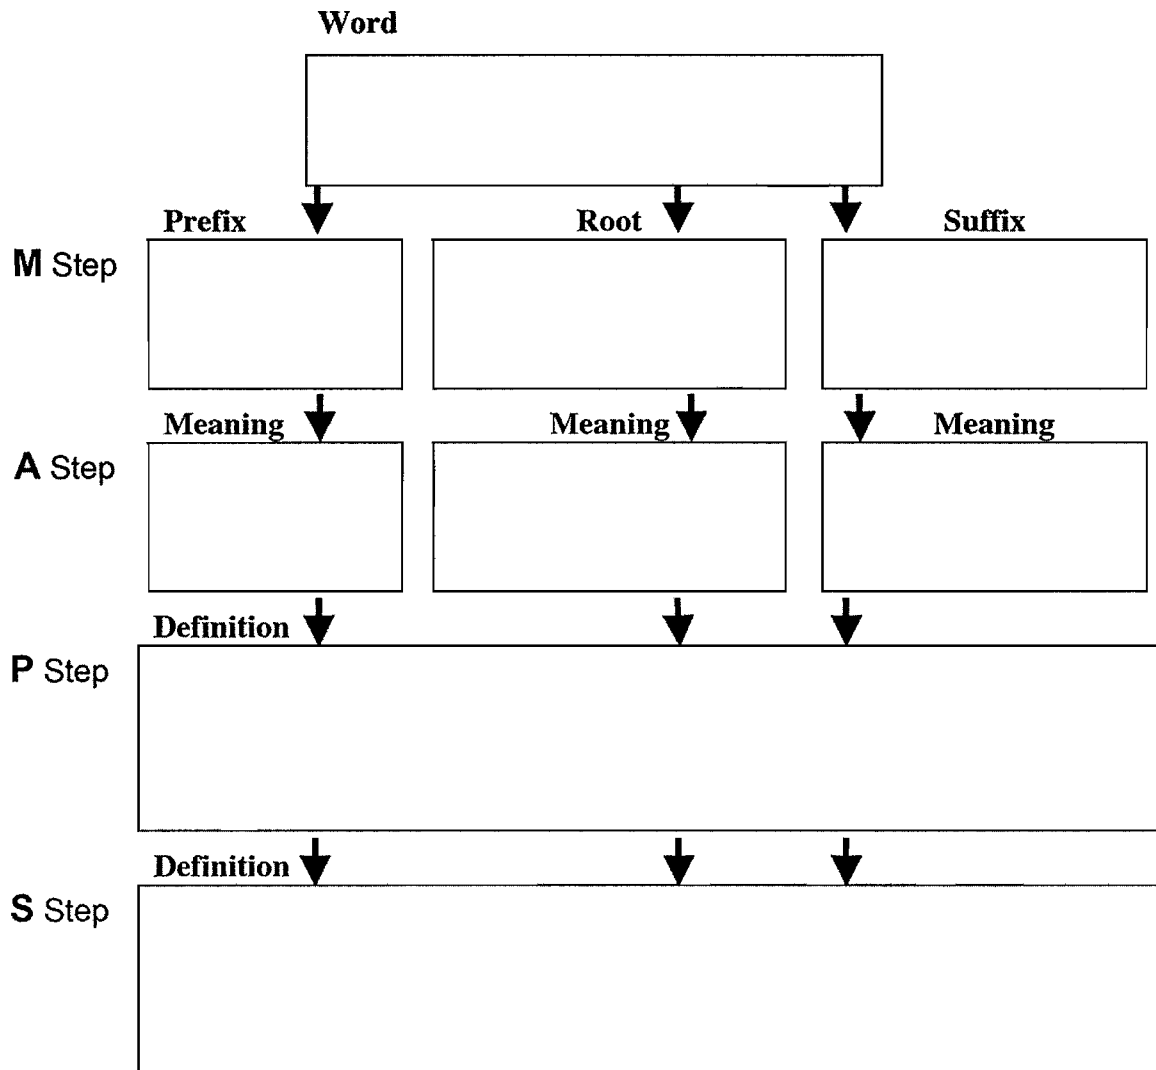 Word
Prefix Root Suffix
M Step
Meaning Meaning Meaning
A Step
Definition
P Step
Definition
S Step